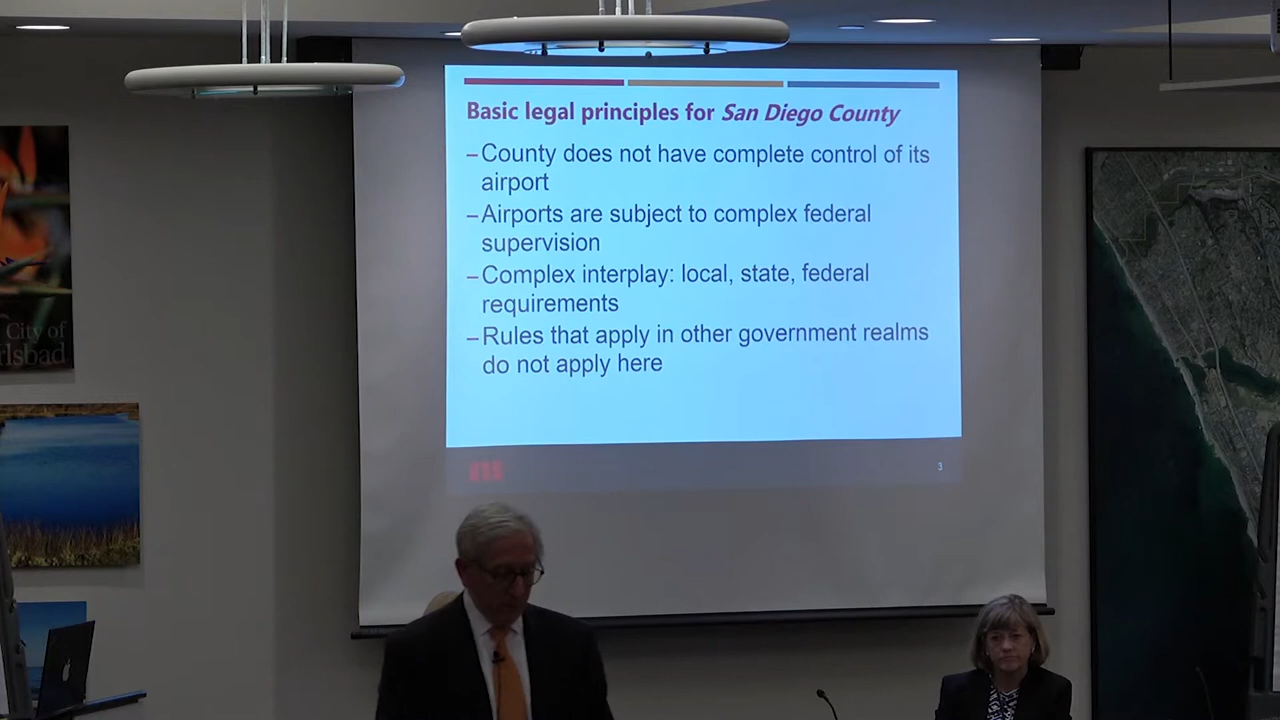 Basic legal principles for San Diego County
–County does not have complete control of its
airport
–Airports are subject to complex federal
supervision
–Complex interplay: local, state, federal
requirements
–Rules that apply in other government realms
do not apply here
3
City of
rlsbad